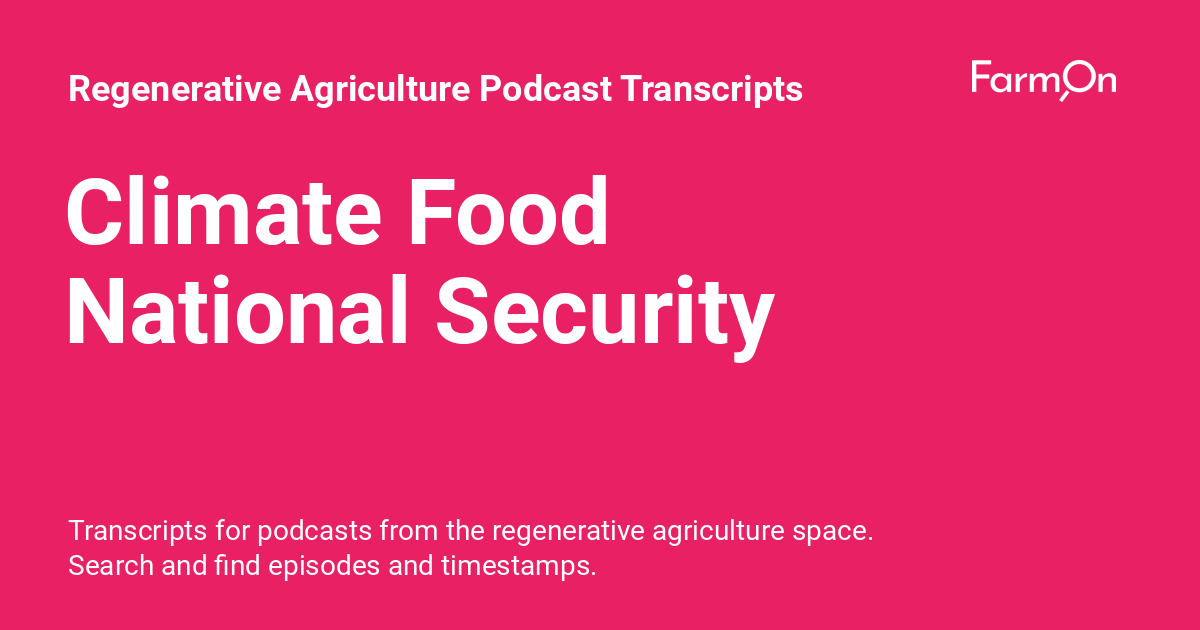 Regenerative Agriculture Podcast Transcripts
FarmOn
Climate Food
National Security
Transcripts for podcasts from the regenerative agriculture space.
Search and find episodes and timestamps.